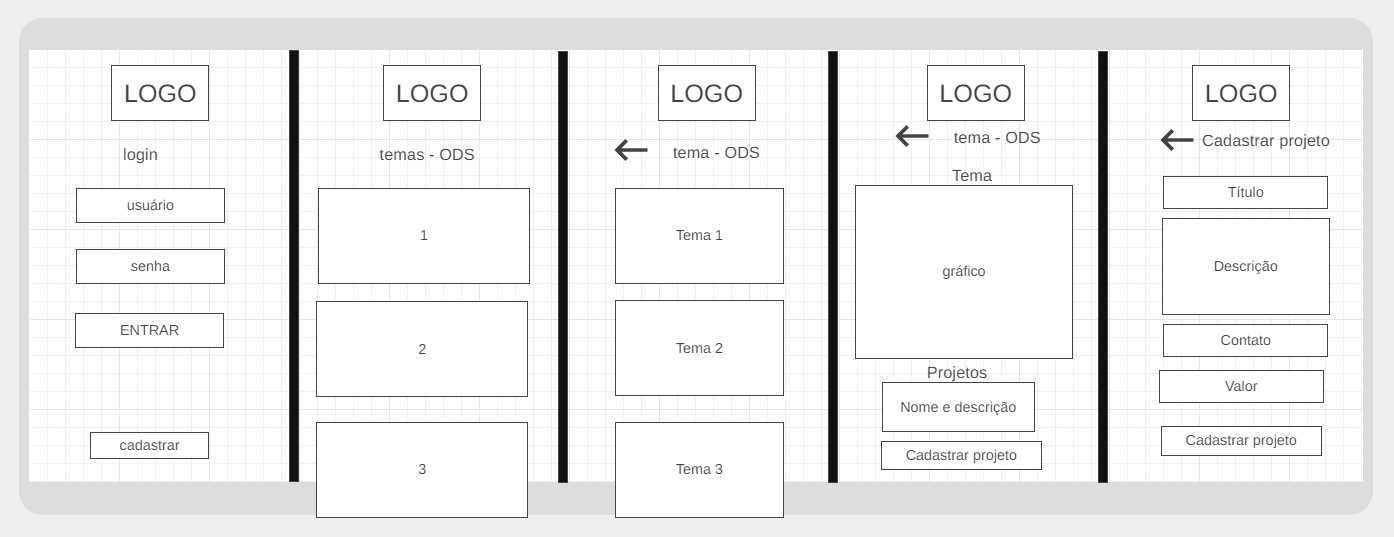 LOGO
login
usuário
senha
ENTRAR
cadastrar
LOGO
temas - ODS
1
2
3
LOGO
tema - ODS
Tema 1
Tema 2
Tema 3
LOGO
tema - ODS
Tema
gráfico
Projetos
Nome e descrição
Cadastrar projeto
LOGO
Cadastrar projeto
Título
Descrição
Contato
Valor
Cadastrar projeto